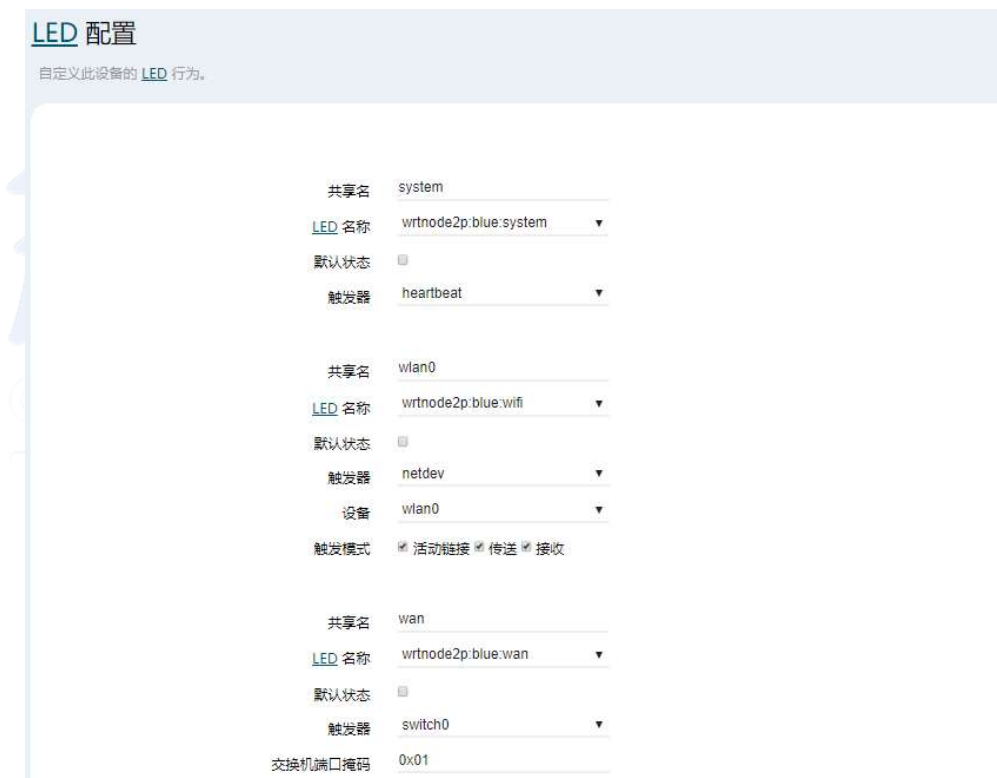 LED 配置
自定义此设备的 LED 行为。
共享名 system
LED 名称 wrtnode2p:blue:system
默认状态
触发器 heartbeat
共享名 wlan0
LED 名称 wrtnode2p:blue:wifi
默认状态
触发器 netdev
设备 wlan0
触发模式 活动链接 传送 接收
共享名 wan
LED 名称 wrtnode2p:blue:wan
默认状态
触发器 switch0
交换机端口掩码 0x01